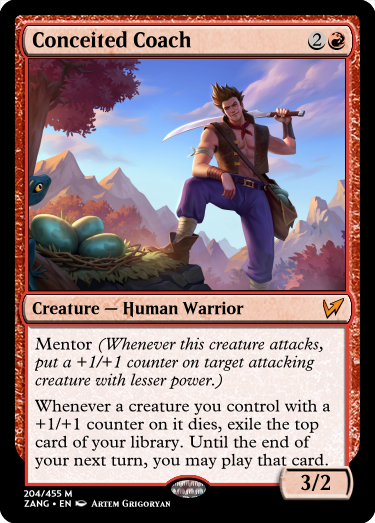 Conceited Coach 2
Creature — Human Warrior
Mentor (Whenever this creature attacks,
put a +1/+1 counter on target attacking
creature with lesser power.)
Whenever a creature you control with a
+1/+1 counter on it dies, exile the top
card of your library. Until the end of
your next turn, you may play that card.
3/2
204/455 M
ZANG • EN Artem Grigoryan